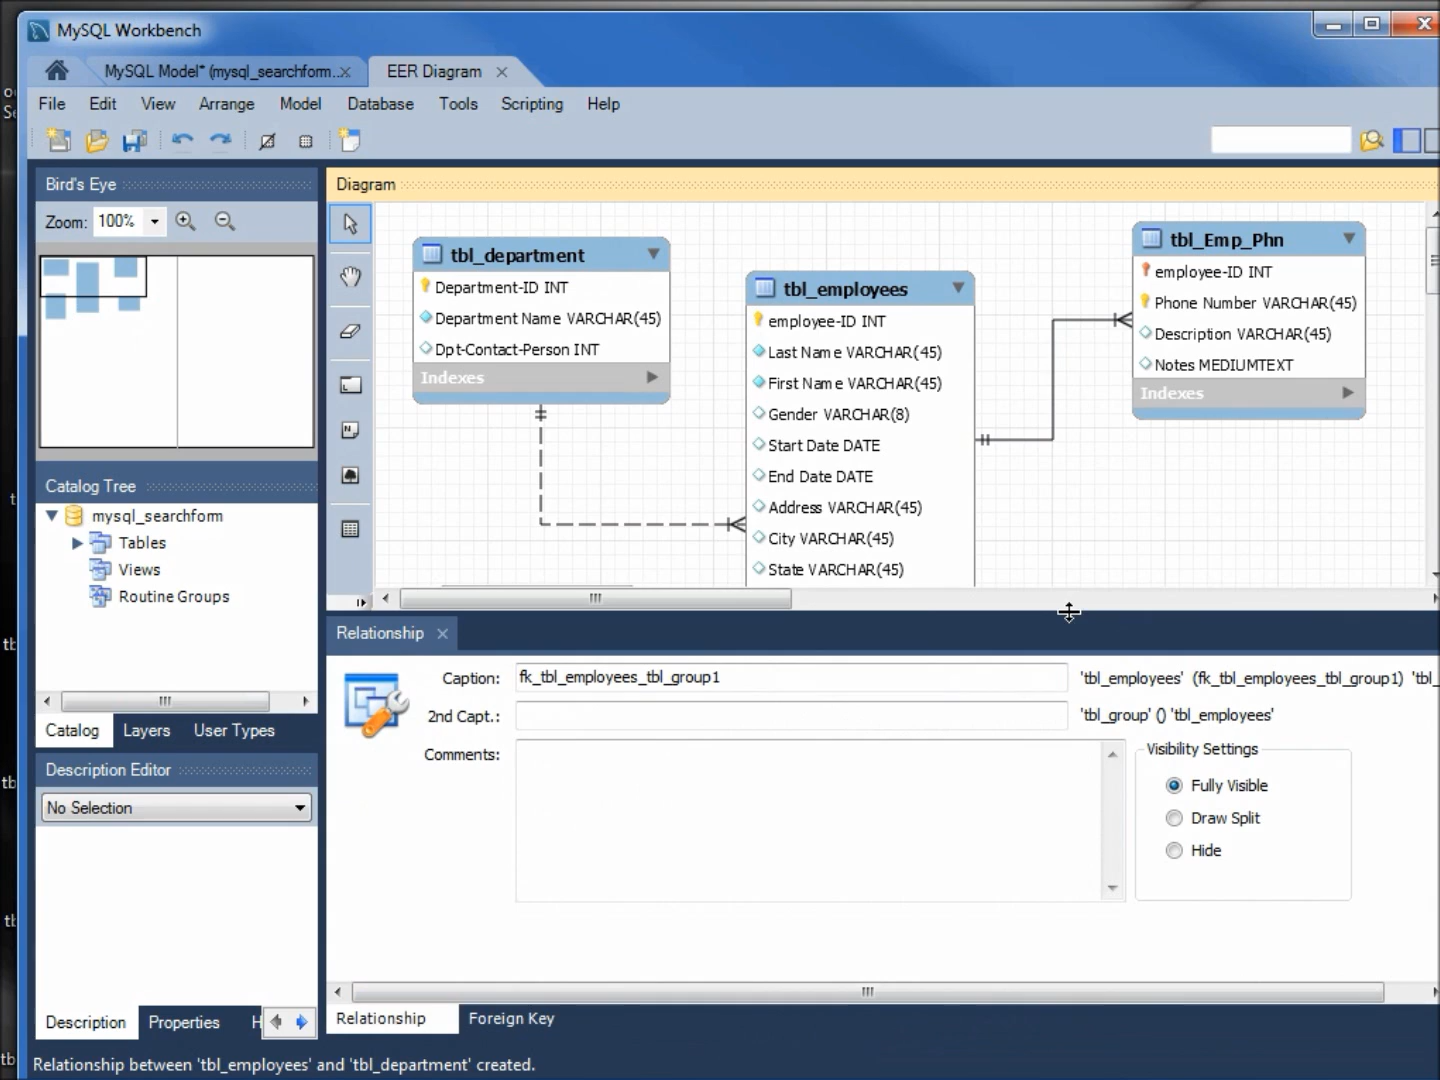 MySQL Workbench
MySQL Model* (mysql_searchform...
EER Diagram
File Edit View Arrange Model Database Tools Scripting Help
Bird's Eye
Zoom: 100%
Diagram
tbl_department
Department-ID INT
Department Name VARCHAR(45)
Dpt-Contact-Person INT
Indexes
tbl_employees
employee-ID INT
Last Name VARCHAR(45)
First Name VARCHAR(45)
Gender VARCHAR(8)
Start Date DATE
End Date DATE
Address VARCHAR(45)
City VARCHAR(45)
State VARCHAR(45)
tbl_Emp_Phn
employee-ID INT
Phone Number VARCHAR(45)
Description VARCHAR(45)
Notes MEDIUMTEXT
Indexes
Catalog Tree
mysql_searchform
Tables
Views
Routine Groups
Catalog Layers User Types
Description Editor
No Selection
Description Properties H
Relationship
Caption: fk_tbl_employees_tbl_group1 'tbl_employees' (fk_tbl_employees_tbl_group1) 'tbl_
2nd Capt.: 'tbl_group' () 'tbl_employees'
Comments:
Visibility Settings
Fully Visible
Draw Split
Hide
Relationship Foreign Key
Relationship between 'tbl_employees' and 'tbl_department' created.